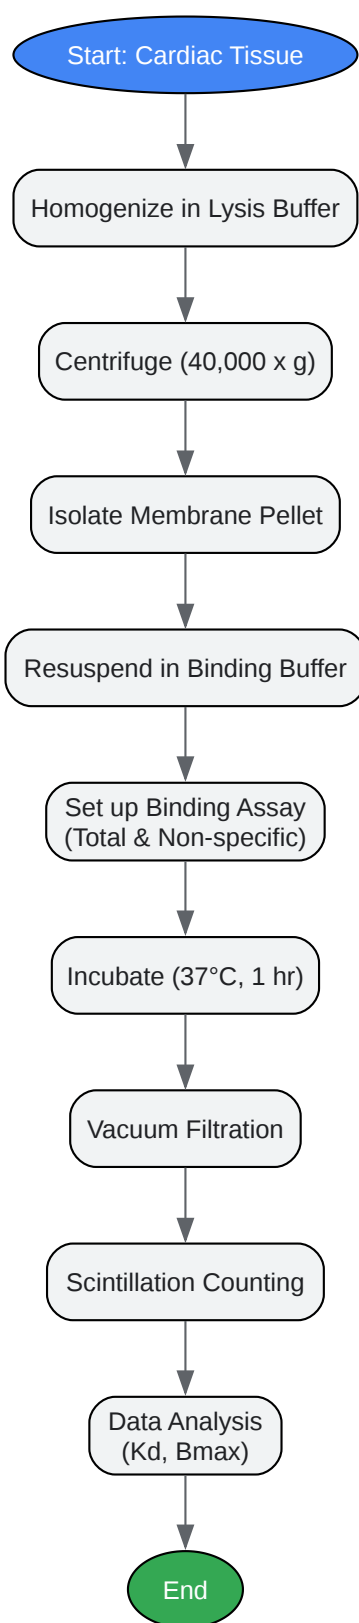 Start: Cardiac Tissue
Homogenize in Lysis Buffer
Centrifuge (40,000 x g)
Isolate Membrane Pellet
Resuspend in Binding Buffer
Set up Binding Assay
(Total & Non-specific)
Incubate (37°C, 1 hr)
Vacuum Filtration
Scintillation Counting
Data Analysis
(Kd, Bmax)
End